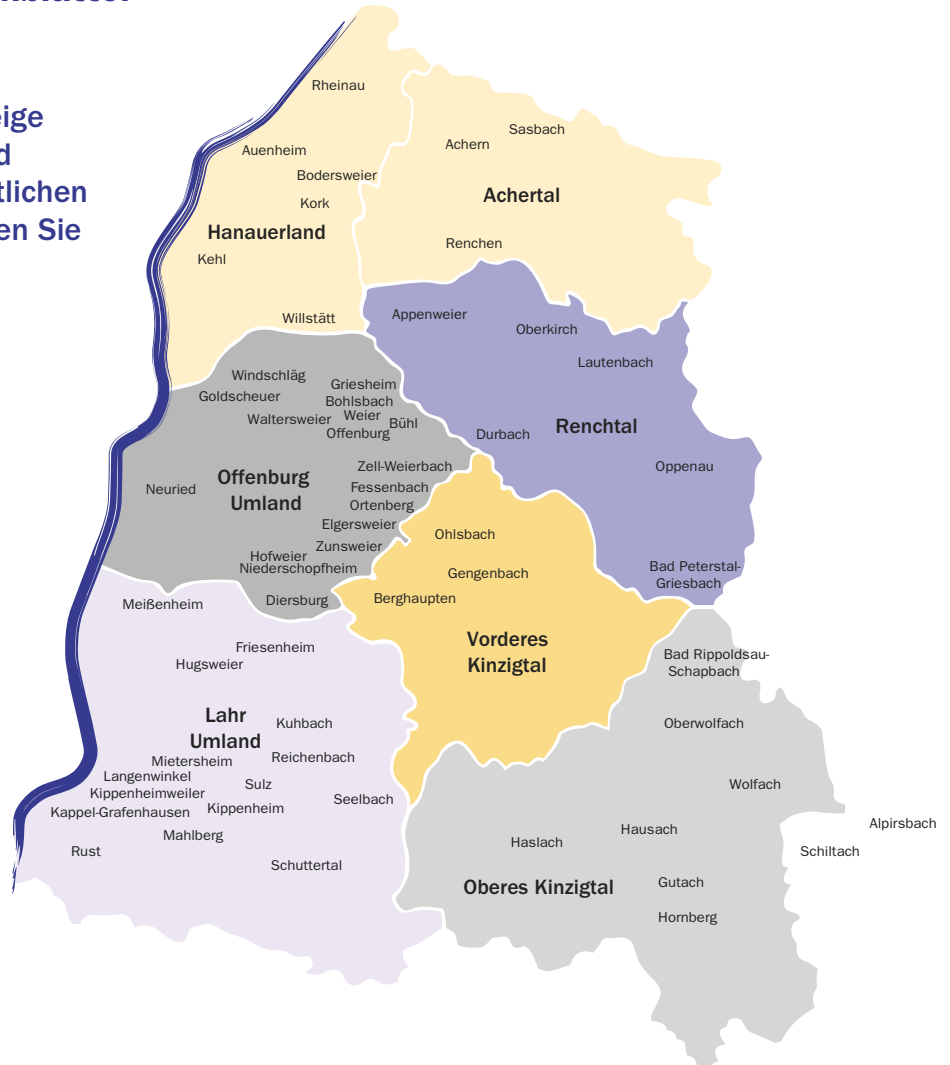 eige
d
tlichen
en Sie
Rheinau
Auenheim
Bodersweier
Kork
Hanauerland
Kehl
Willstätt
Sasbach
Achern
Achertal
Renchen
Appenweier
Oberkirch
Lautenbach
Renchtal
Durbach
Oppenau
Bad Peterstal-
Griesbach
Windschläg
Griesheim
Goldscheuer
Bohlsbach
Waltersweier
Weier
Bühl
Offenburg
Zell-Weierbach
Offenburg
Umland
Neuried
Fessenbach
Ortenberg
Elgersweier
Zunsweier
Hofweier
Niederschopfheim
Diersburg
Ohlsbach
Gengenbach
Berghaupten
Vorderes
Kinzigtal
Meißenheim
Friesenheim
Hugsweier
Lahr
Umland
Kuhbach
Mietersheim
Reichenbach
Langenwinkel
Sulz
Kippenheimweiler
Seelbach
Kappel-Grafenhausen
Kippenheim
Mahlberg
Rust
Schuttertal
Bad Rippoldsau-
Schapbach
Oberwolfach
Wolfach
Alpirsbach
Hausach
Haslach
Schiltach
Oberes Kinzigtal
Gutach
Hornberg